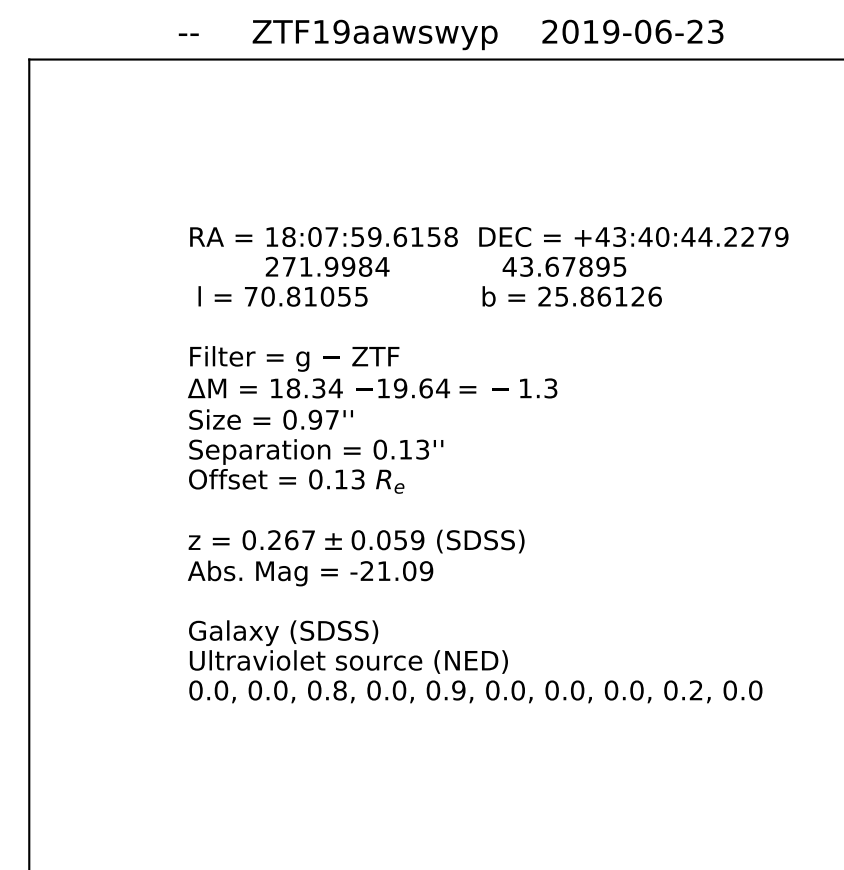 -- ZTF19aawswyp 2019-06-23
RA = 18:07:59.6158 DEC = +43:40:44.2279
271.9984 43.67895
l = 70.81055 b = 25.86126
Filter = g − ZTF
ΔM = 18.34 −19.64 = − 1.3
Size = 0.97''
Separation = 0.13''
Offset = 0.13 Rₑ
z = 0.267 ± 0.059 (SDSS)
Abs. Mag = -21.09
Galaxy (SDSS)
Ultraviolet source (NED)
0.0, 0.0, 0.8, 0.0, 0.9, 0.0, 0.0, 0.0, 0.2, 0.0